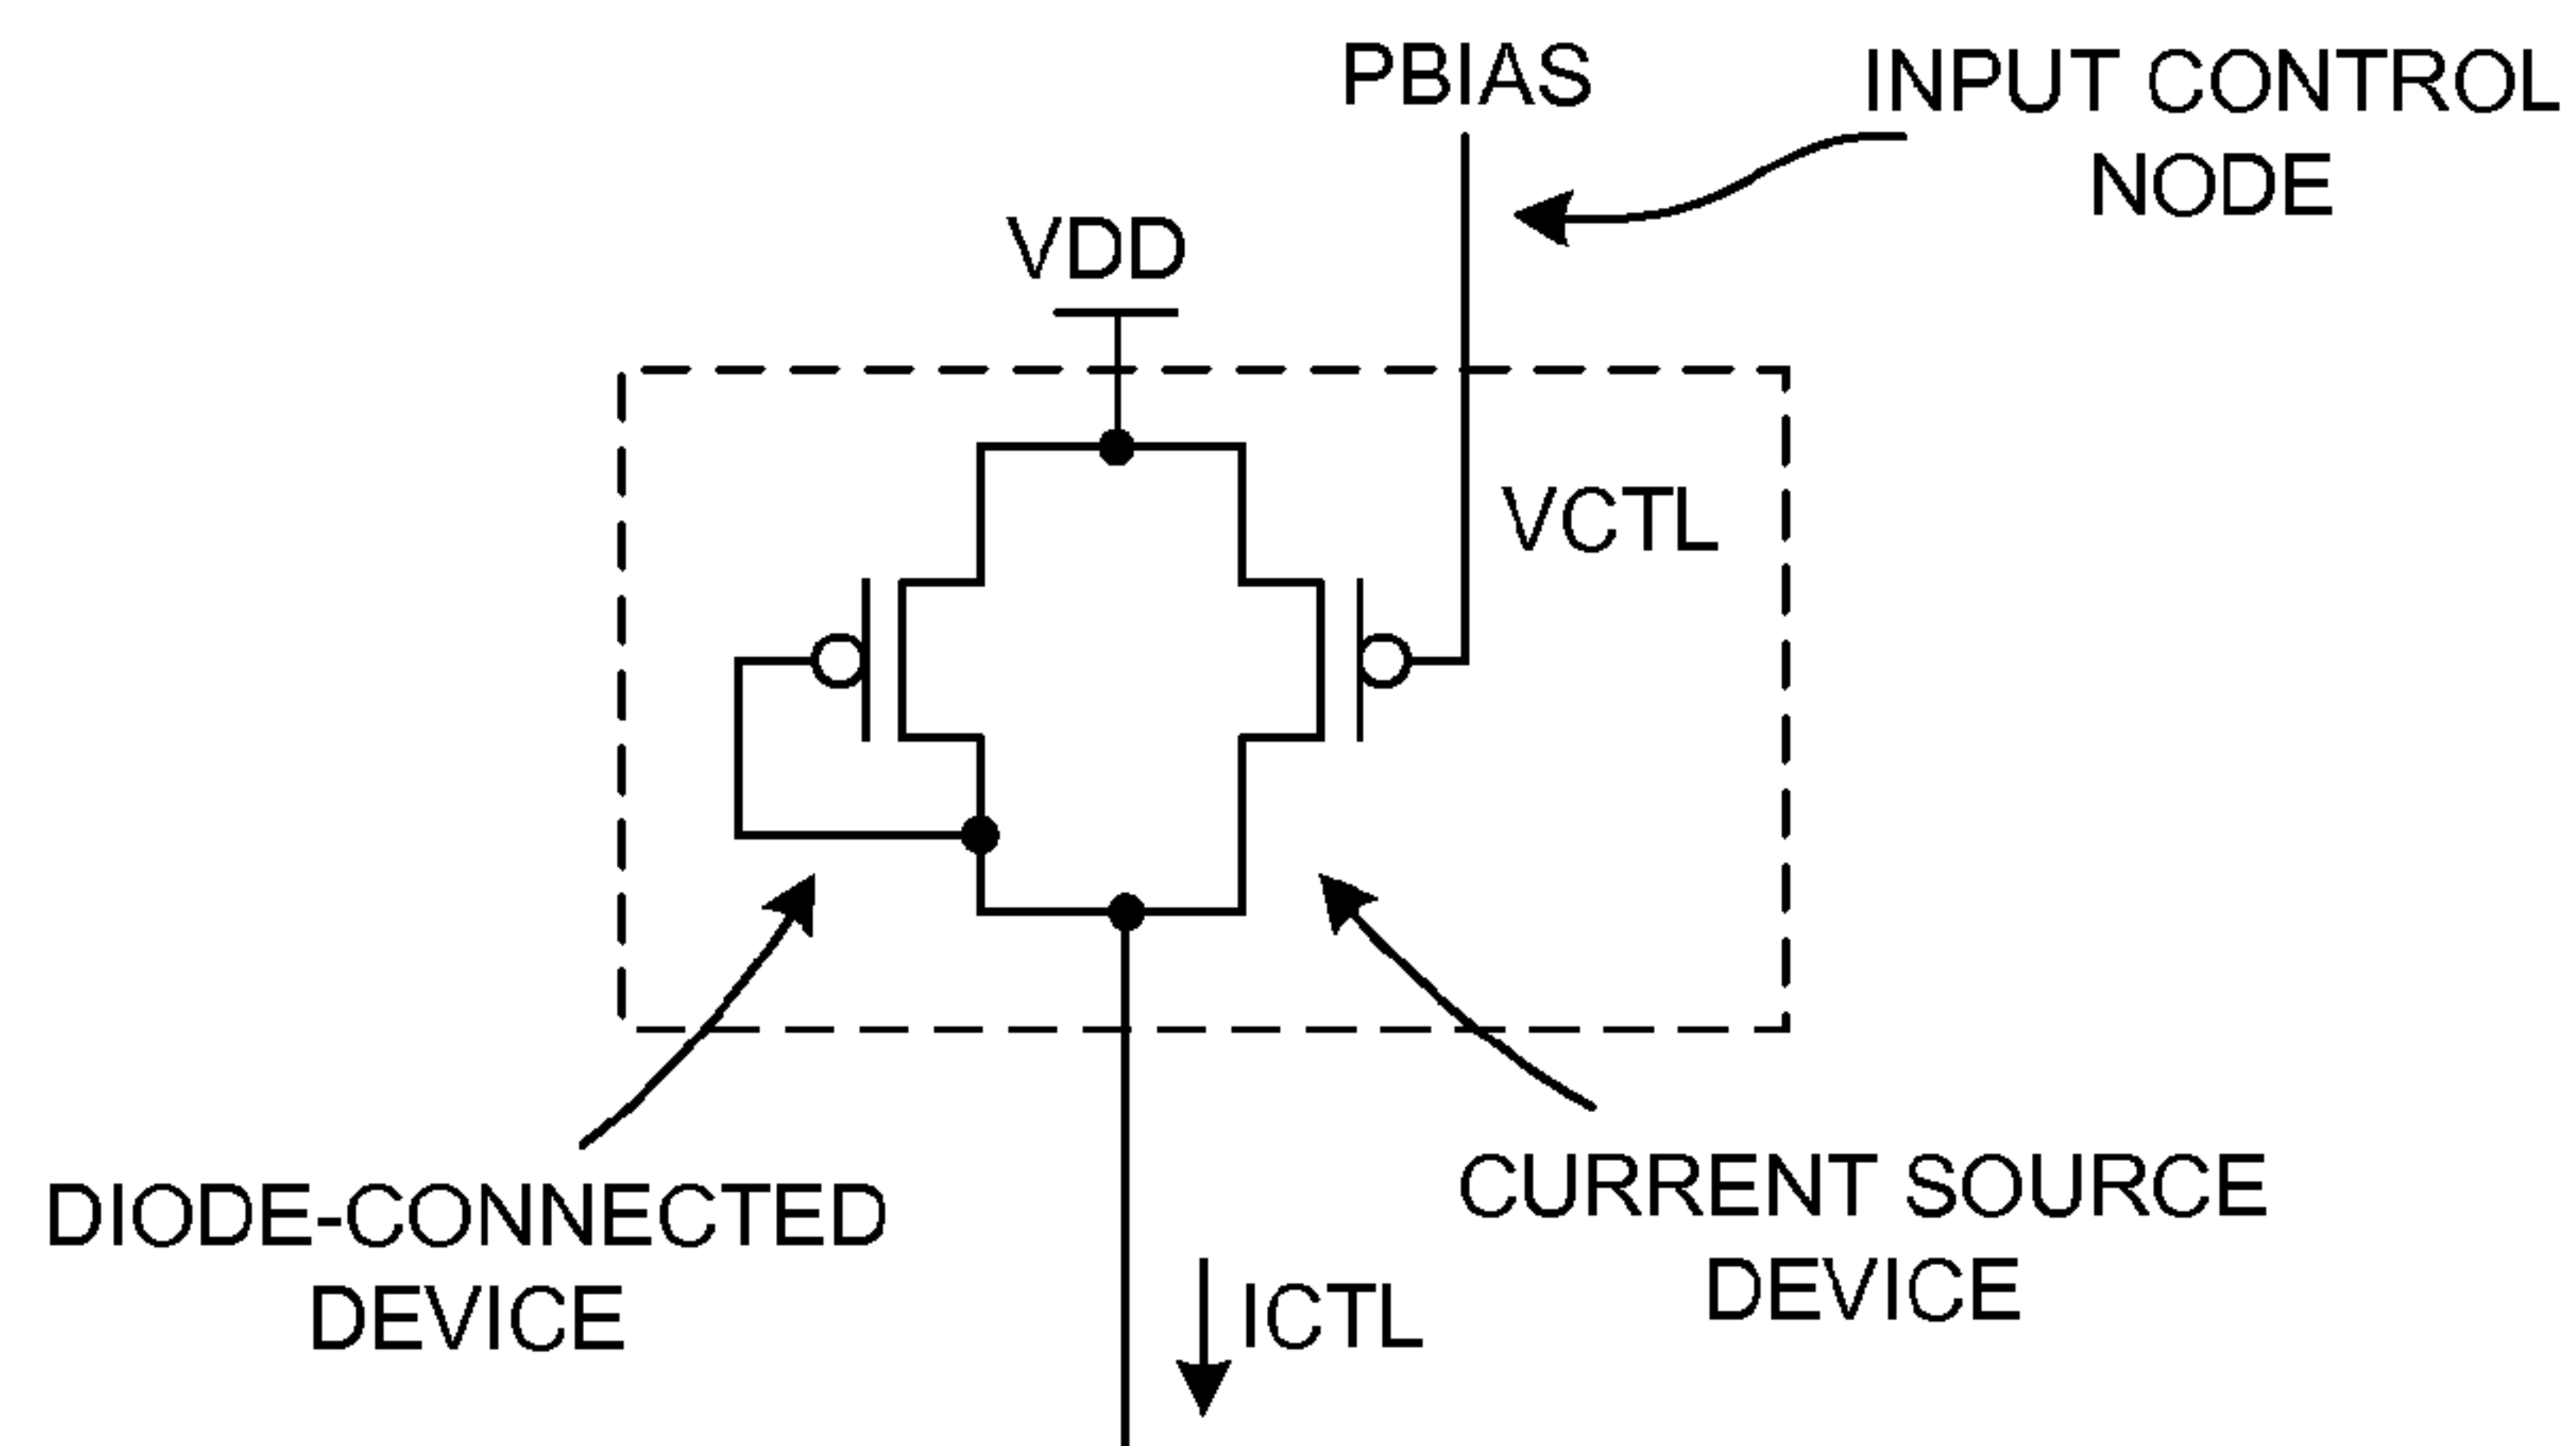 PBIAS
INPUT CONTROL
NODE
VDD
VCTL
DIODE-CONNECTED
DEVICE
CURRENT SOURCE
DEVICE
ICTL